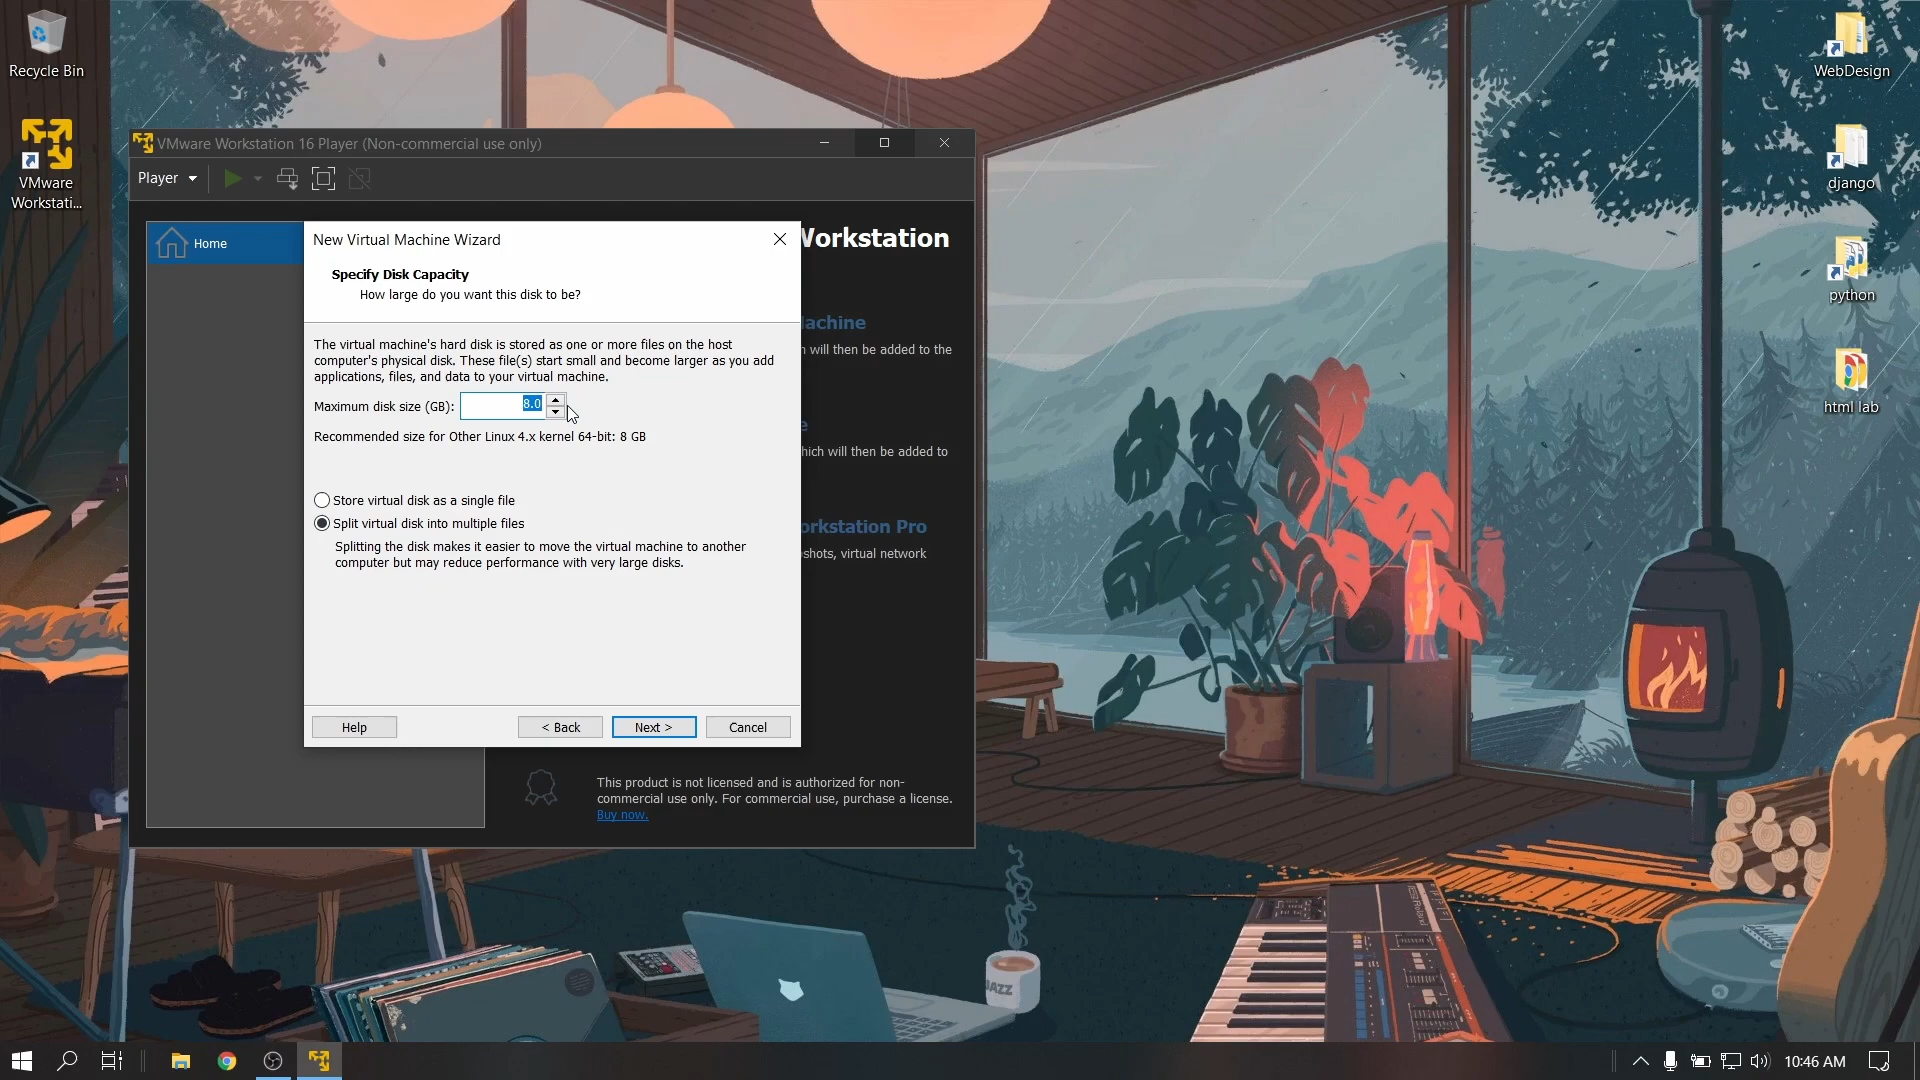 Recycle Bin
VMware
Workstati...
WebDesign
django
python
html lab
VMware Workstation 16 Player (Non-commercial use only)
Player
Home
Workstation
Machine
will then be added to the
which will then be added to
Workstation Pro
shots, virtual network
New Virtual Machine Wizard
Specify Disk Capacity
How large do you want this disk to be?
The virtual machine's hard disk is stored as one or more files on the host
computer's physical disk. These file(s) start small and become larger as you add
applications, files, and data to your virtual machine.
Maximum disk size (GB): 8.0
Recommended size for Other Linux 4.x kernel 64-bit: 8 GB
Store virtual disk as a single file
Split virtual disk into multiple files
Splitting the disk makes it easier to move the virtual machine to another
computer but may reduce performance with very large disks.
Help
< Back
Next >
Cancel
This product is not licensed and is authorized for non-
commercial use only. For commercial use, purchase a license.
Buy now.
JAZZ
Roland
10:46 AM